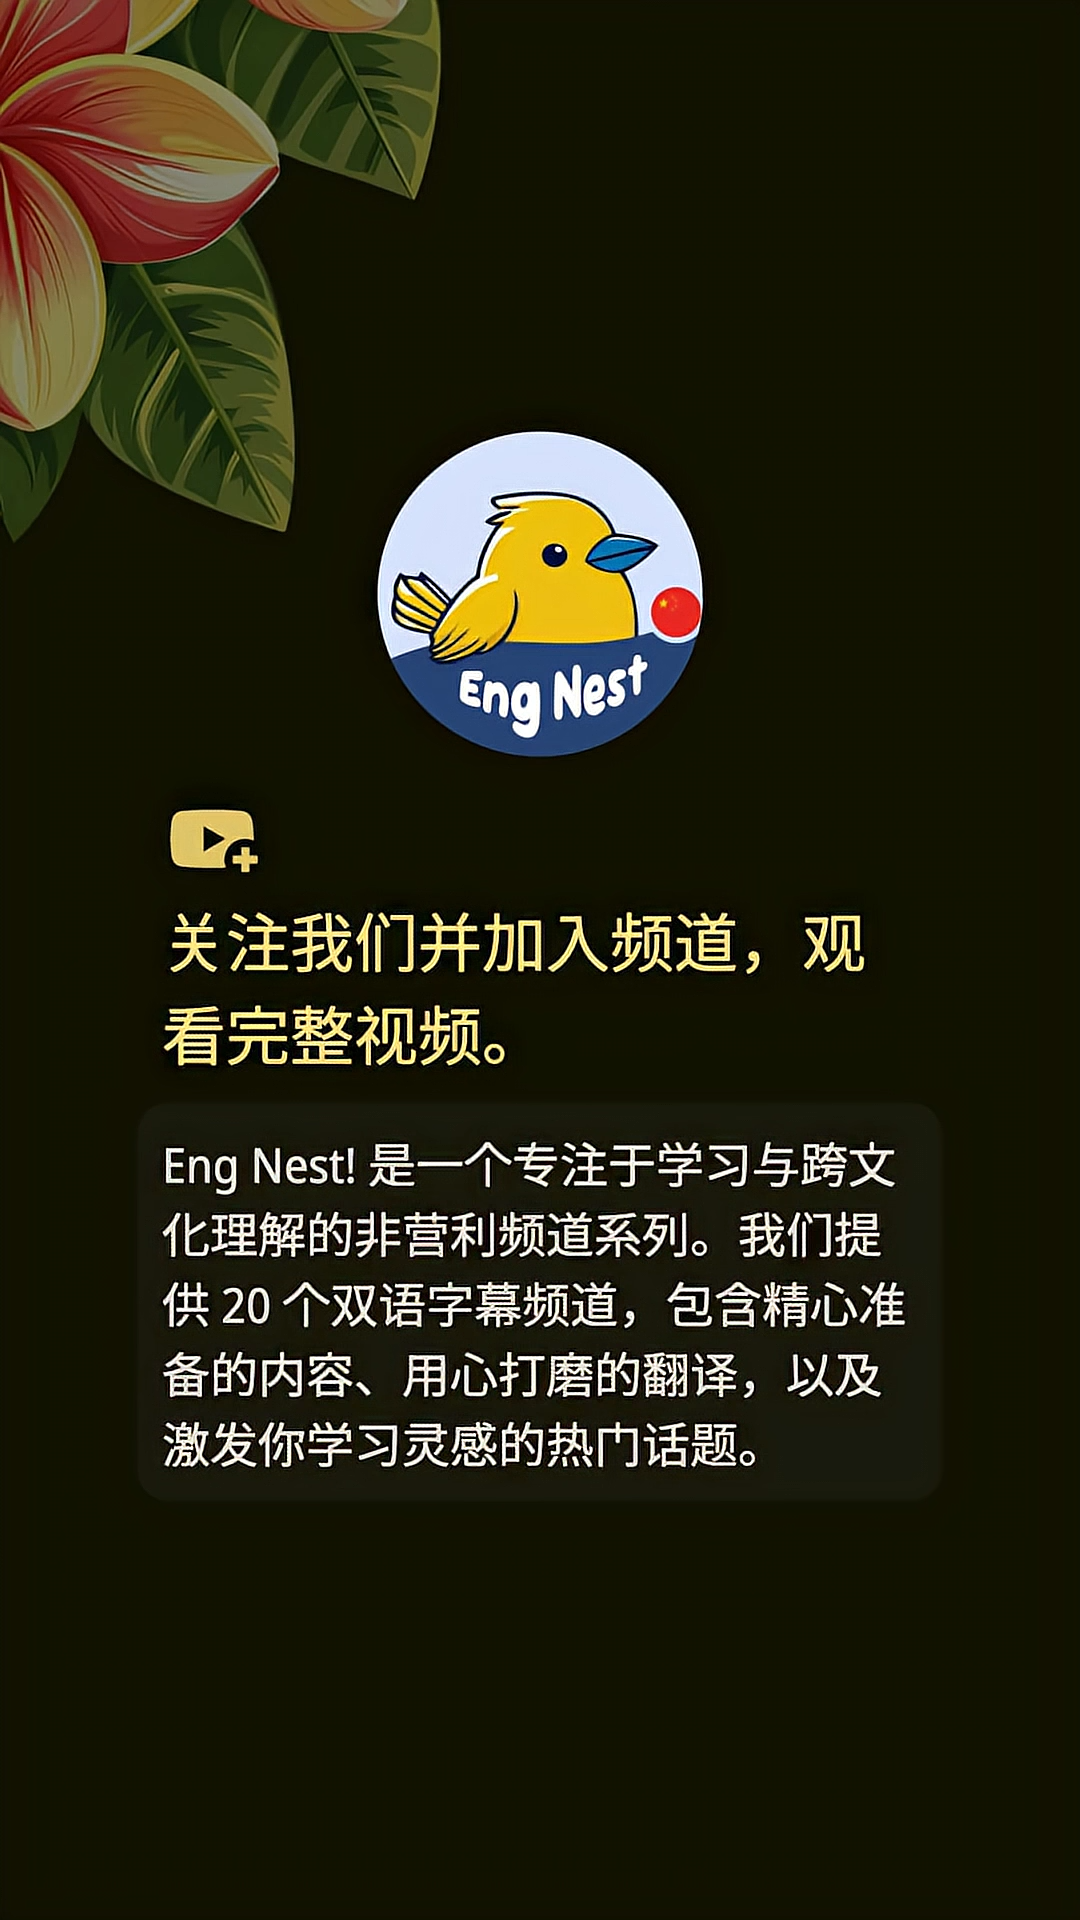 Eng Nest
关注我们并加入频道，观
看完整视频。
Eng Nest! 是一个专注于学习与跨文
化理解的非营利频道系列。我们提
供 20 个双语字幕频道，包含精心准
备的内容、用心打磨的翻译，以及
激发你学习灵感的热门话题。